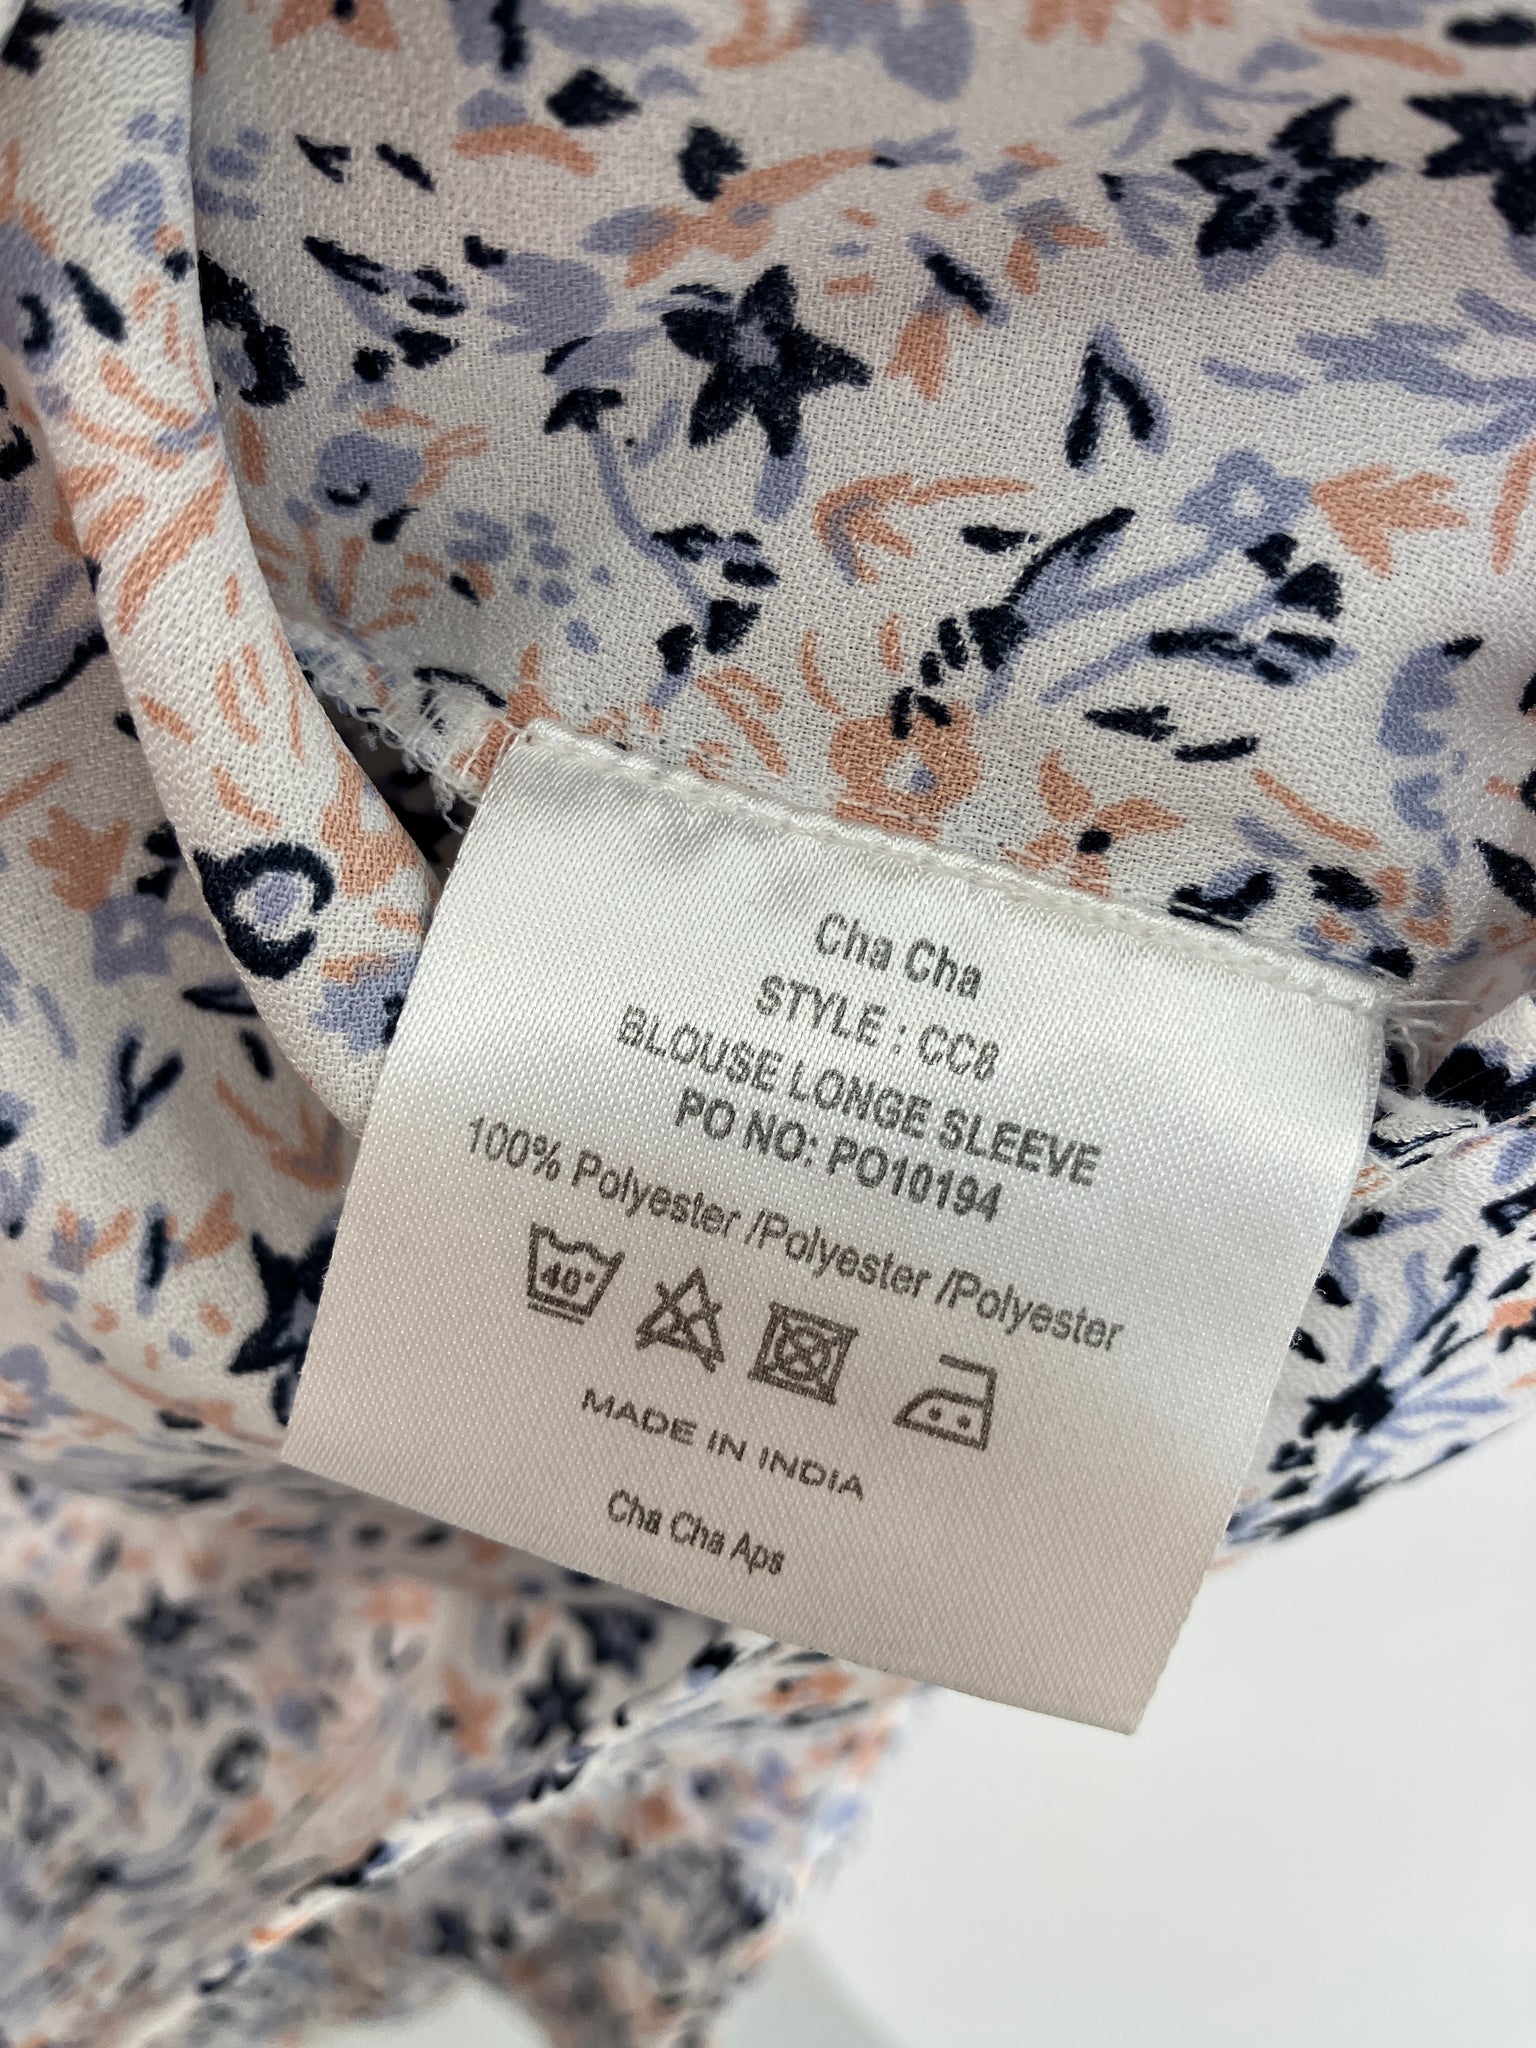 Cha Cha
STYLE : CC8
BLOUSE LONGE SLEEVE
PO NO: PO10194
100% Polyester /Polyester /Polyester
40°
MADE IN INDIA
Cha Cha Aps